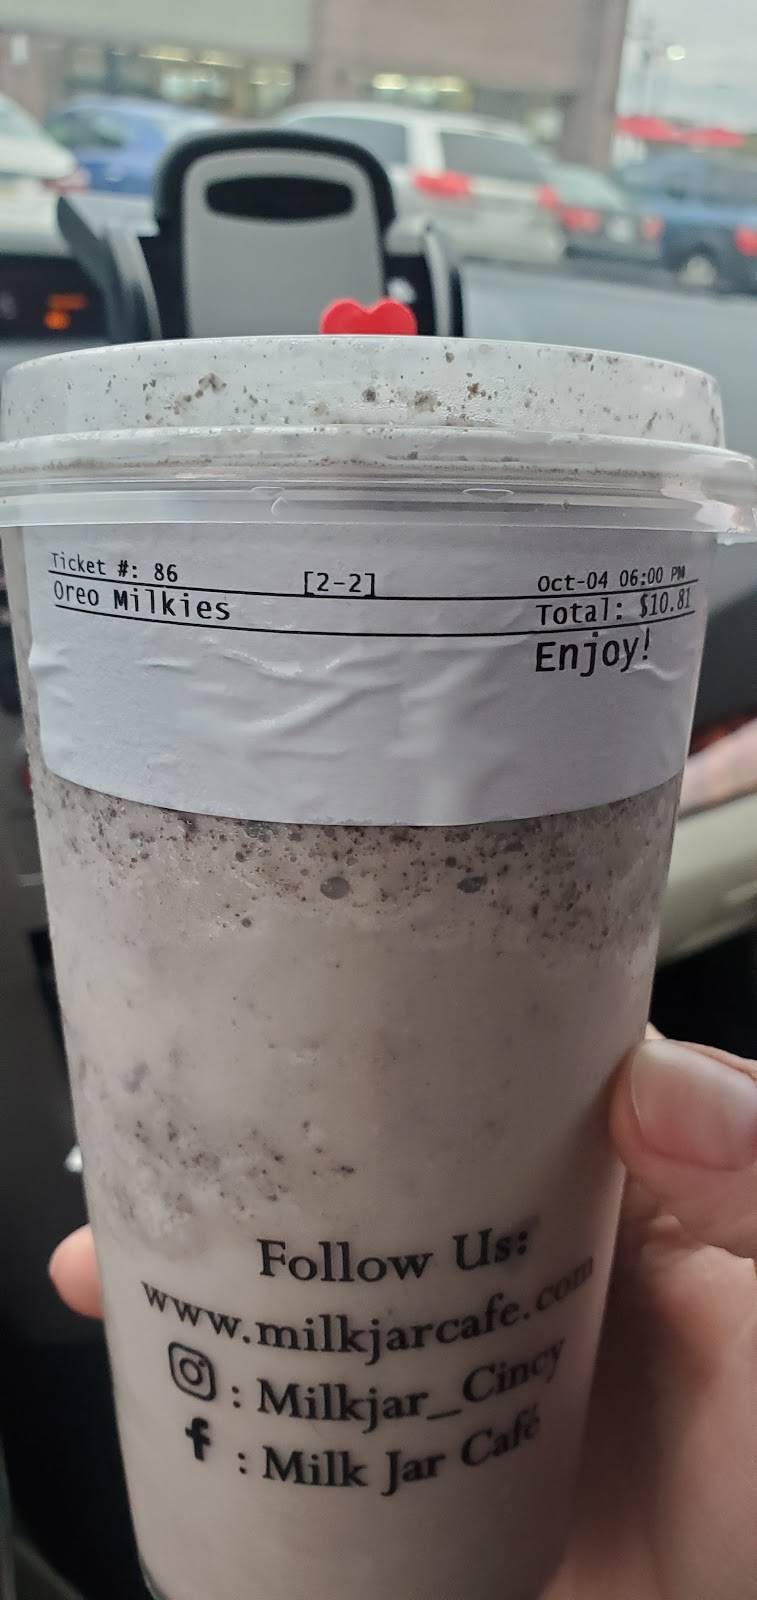 Ticket #: 86 [2-2] Oct-04 06:00 PM
Oreo Milkies Total: $10.81
Enjoy!
Follow Us:
www.milkjarcafe.com
: Milkjar_Cincy
f : Milk Jar Café